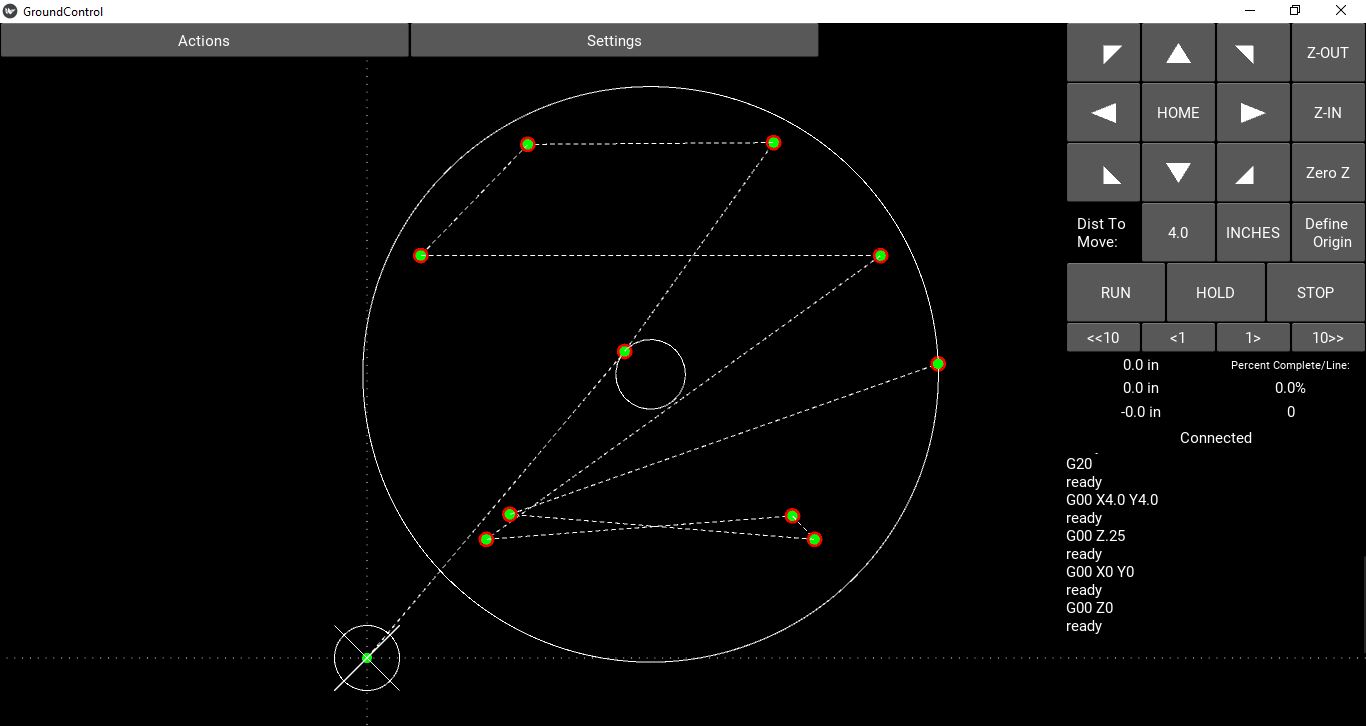 GroundControl
Actions
Settings
Z-OUT
HOME
Z-IN
Zero Z
Dist To
Move:
4.0
INCHES
Define
Origin
RUN
HOLD
STOP
<<10
<1
1>
10>>
0.0 in
Percent Complete/Line:
0.0 in
0.0%
-0.0 in
0
Connected
G20
ready
G00 X4.0 Y4.0
ready
G00 Z.25
ready
G00 X0 Y0
ready
G00 Z0
ready